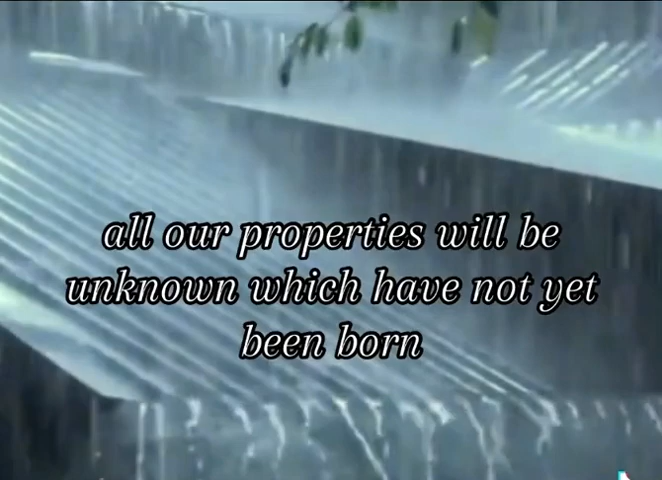 all our properties will be
unknown which have not yet
been born